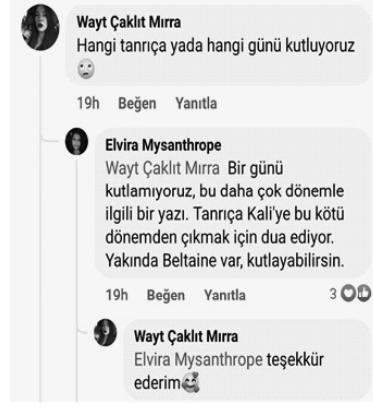 Wayt Çaklıt Mırra
Hangi tanrıça yada hangi günü kutluyoruz
🙄
19h Beğen Yanıtla
Elvira Mysanthrope
Wayt Çaklıt Mırra Bir günü
kutlamıyoruz, bu daha çok dönemle
ilgili bir yazı. Tanrıça Kali'ye bu kötü
dönemden çıkmak için dua ediyor.
Yakında Beltaine var, kutlayabilirsin.
19h Beğen Yanıtla 3
Wayt Çaklıt Mırra
Elvira Mysanthrope teşekkür
ederim🥰